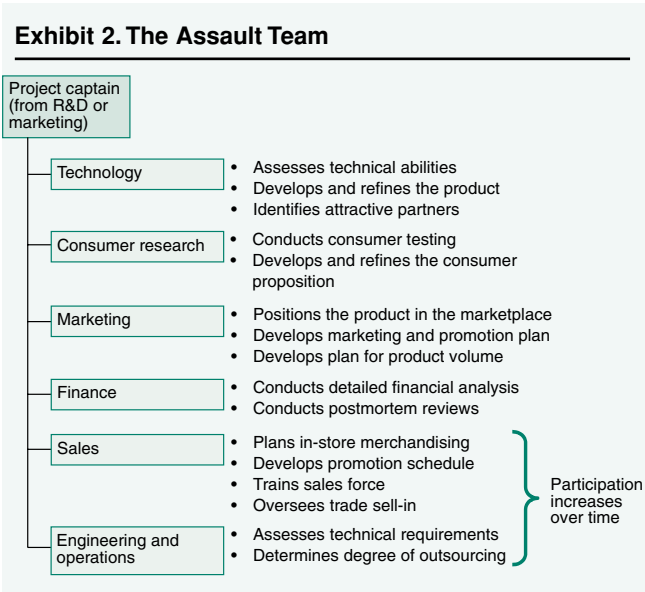 Exhibit 2. The Assault Team
Project captain
(from R&D or
marketing)
Technology
• Assesses technical abilities
• Develops and refines the product
• Identifies attractive partners
Consumer research
• Conducts consumer testing
• Develops and refines the consumer
proposition
Marketing
• Positions the product in the marketplace
• Develops marketing and promotion plan
• Develops plan for product volume
Finance
• Conducts detailed financial analysis
• Conducts postmortem reviews
Sales
• Plans in-store merchandising
• Develops promotion schedule
• Trains sales force
• Oversees trade sell-in
Engineering and
operations
• Assesses technical requirements
• Determines degree of outsourcing
Participation
increases
over time